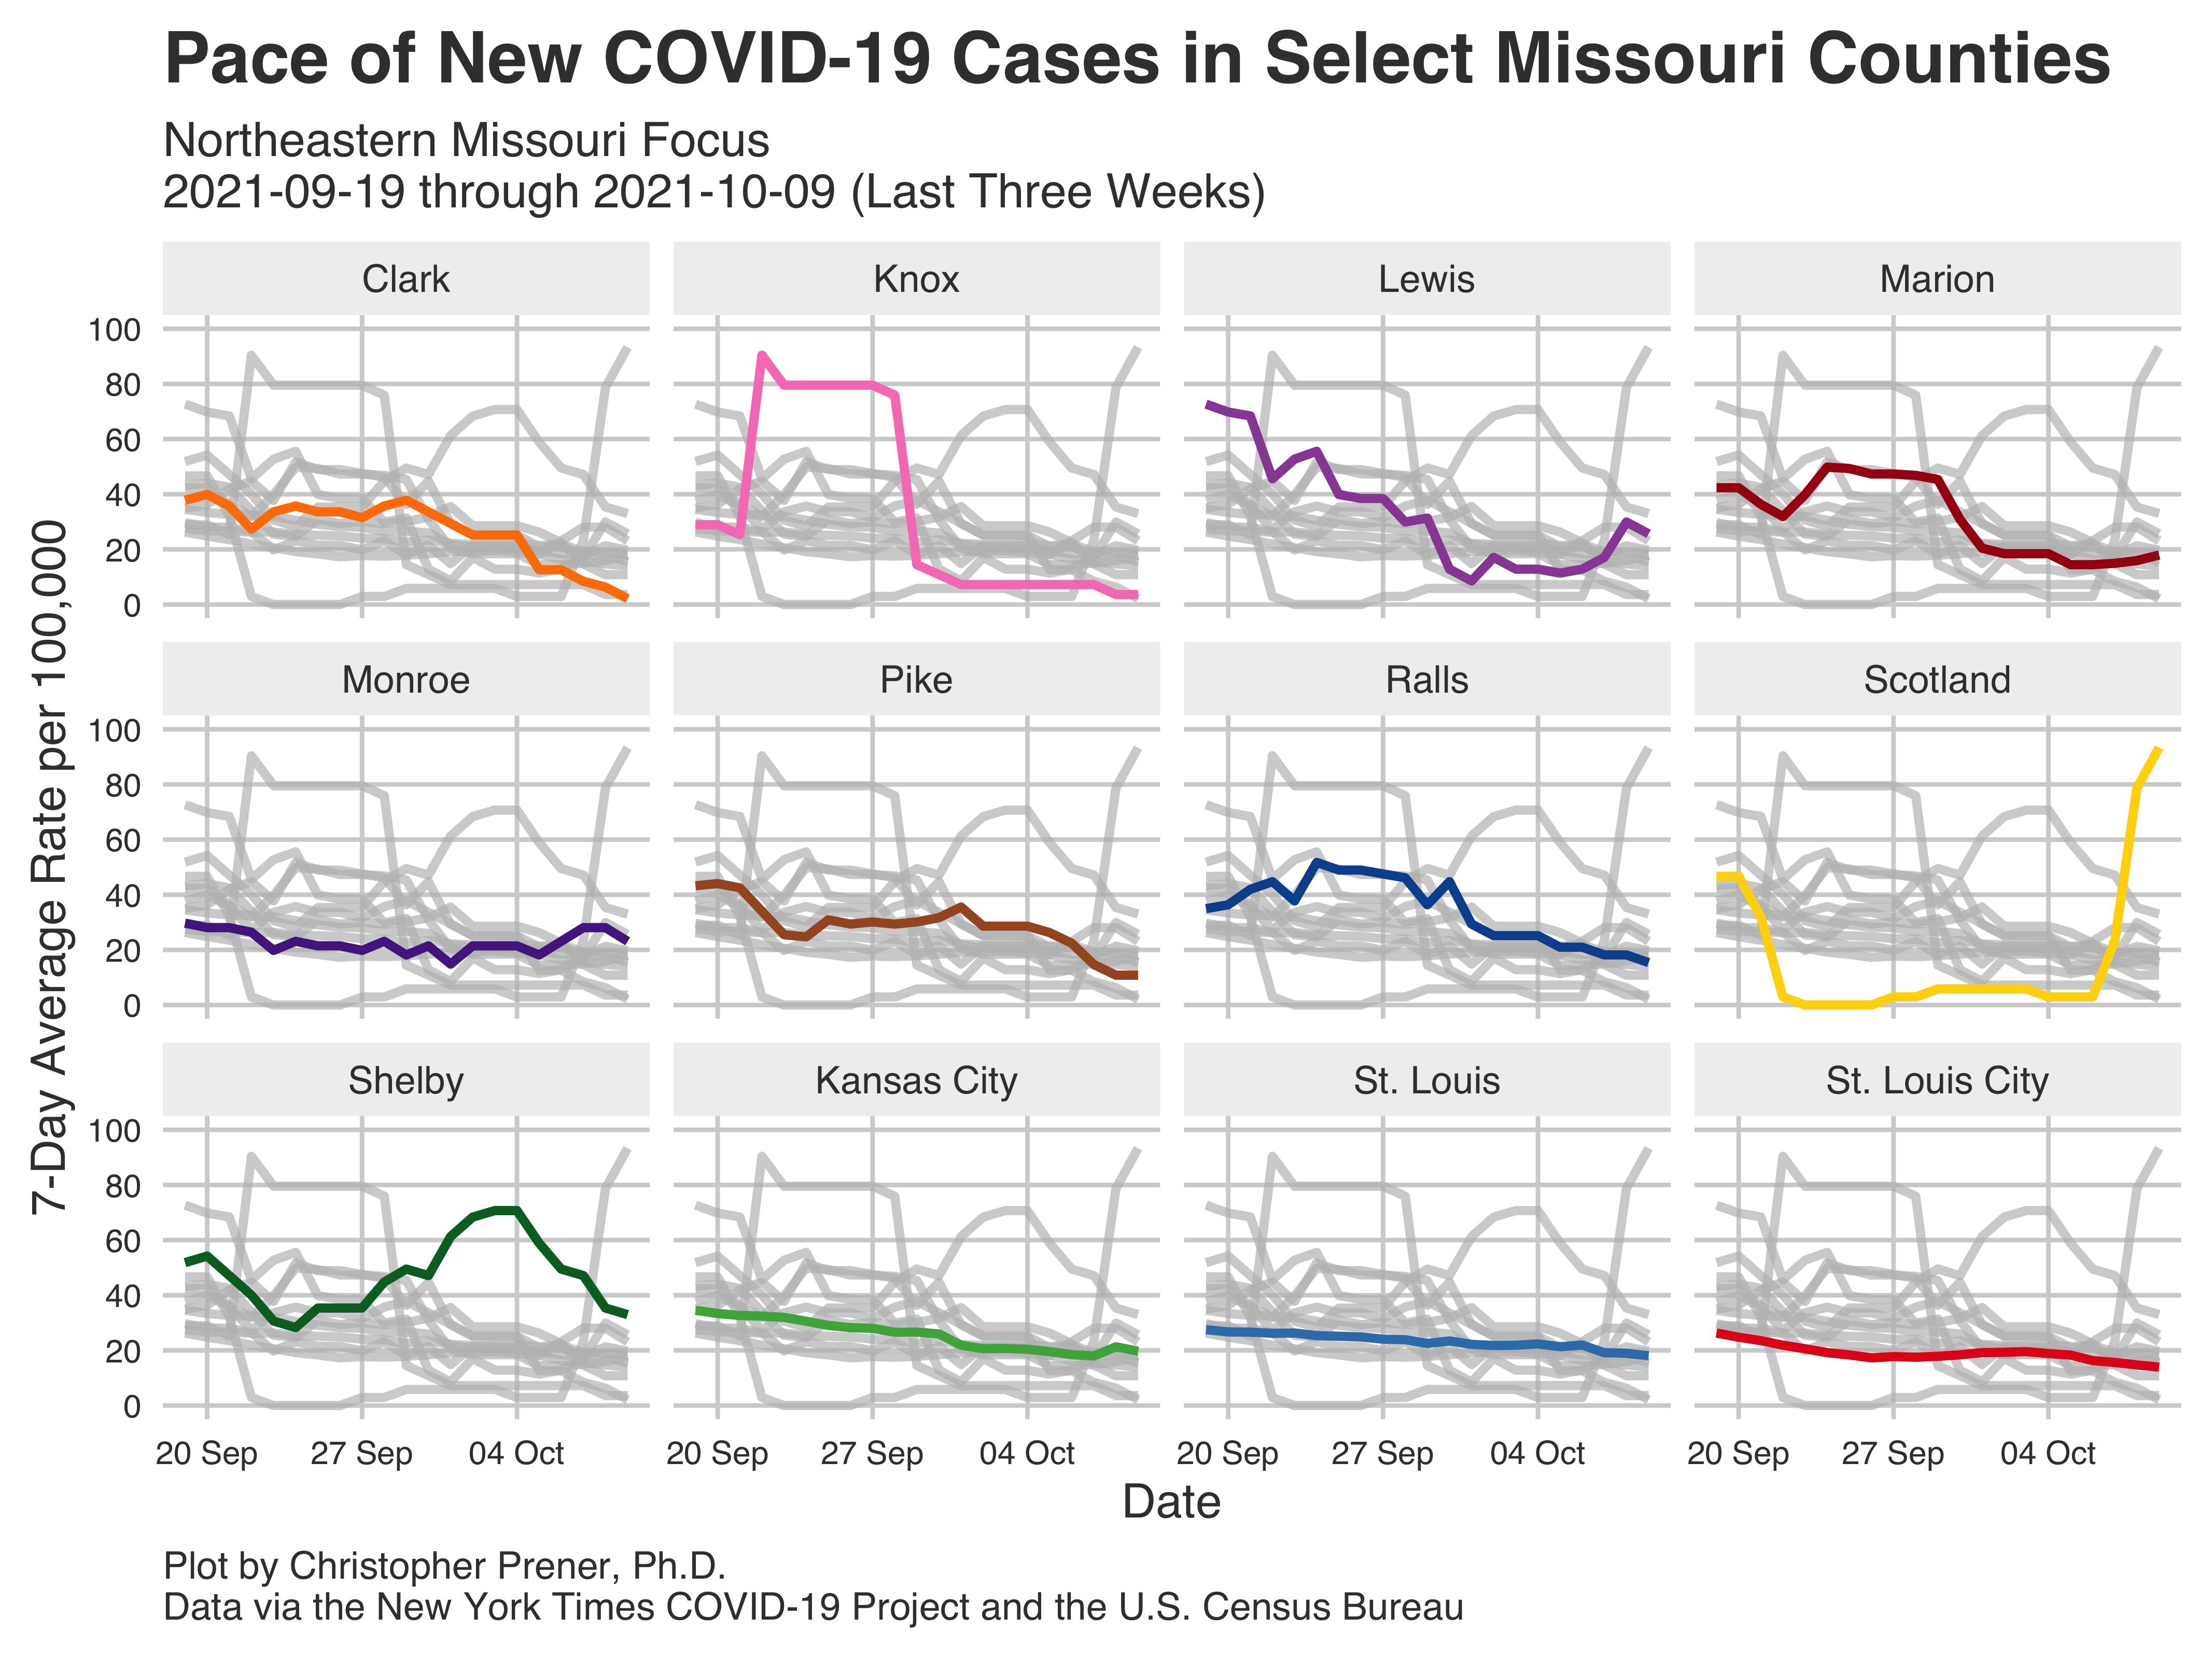 Pace of New COVID-19 Cases in Select Missouri Counties
Northeastern Missouri Focus
2021-09-19 through 2021-10-09 (Last Three Weeks)
Clark
Knox
Lewis
Marion
100
80
60
40
20
0
Monroe
Pike
Ralls
Scotland
100
80
60
40
20
0
Shelby
Kansas City
St. Louis
St. Louis City
100
80
60
40
20
0
7-Day Average Rate per 100,000
20 Sep 27 Sep 04 Oct
20 Sep 27 Sep 04 Oct
20 Sep 27 Sep 04 Oct
20 Sep 27 Sep 04 Oct
Date
Plot by Christopher Prener, Ph.D.
Data via the New York Times COVID-19 Project and the U.S. Census Bureau